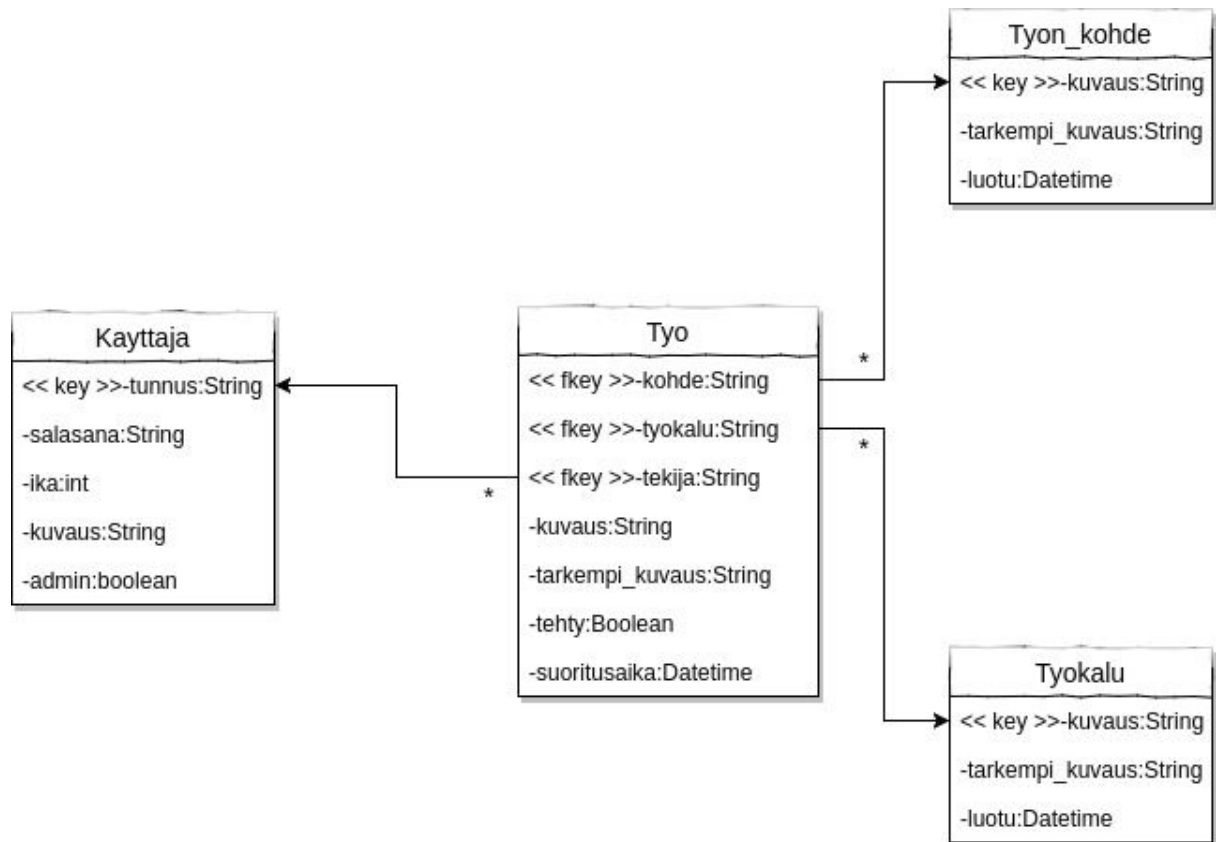 Tyon_kohde
<< key >>-kuvaus:String
-tarkempi_kuvaus:String
-luotu:Datetime
Kayttaja
<< key >>-tunnus:String
-salasana:String
-ika:int
-kuvaus:String
-admin:boolean
Tyo
<< fkey >>-kohde:String
<< fkey >>-tyokalu:String
<< fkey >>-tekija:String
-kuvaus:String
-tarkempi_kuvaus:String
-tehty:Boolean
-suoritusaika:Datetime
*
*
*
Tyokalu
<< key >>-kuvaus:String
-tarkempi_kuvaus:String
-luotu:Datetime